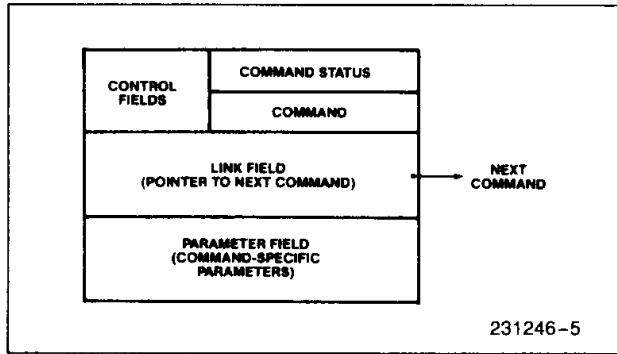 CONTROL
FIELDS
COMMAND STATUS
COMMAND
LINK FIELD
(POINTER TO NEXT COMMAND)
NEXT
COMMAND
PARAMETER FIELD
(COMMAND-SPECIFIC
PARAMETERS)
231246-5